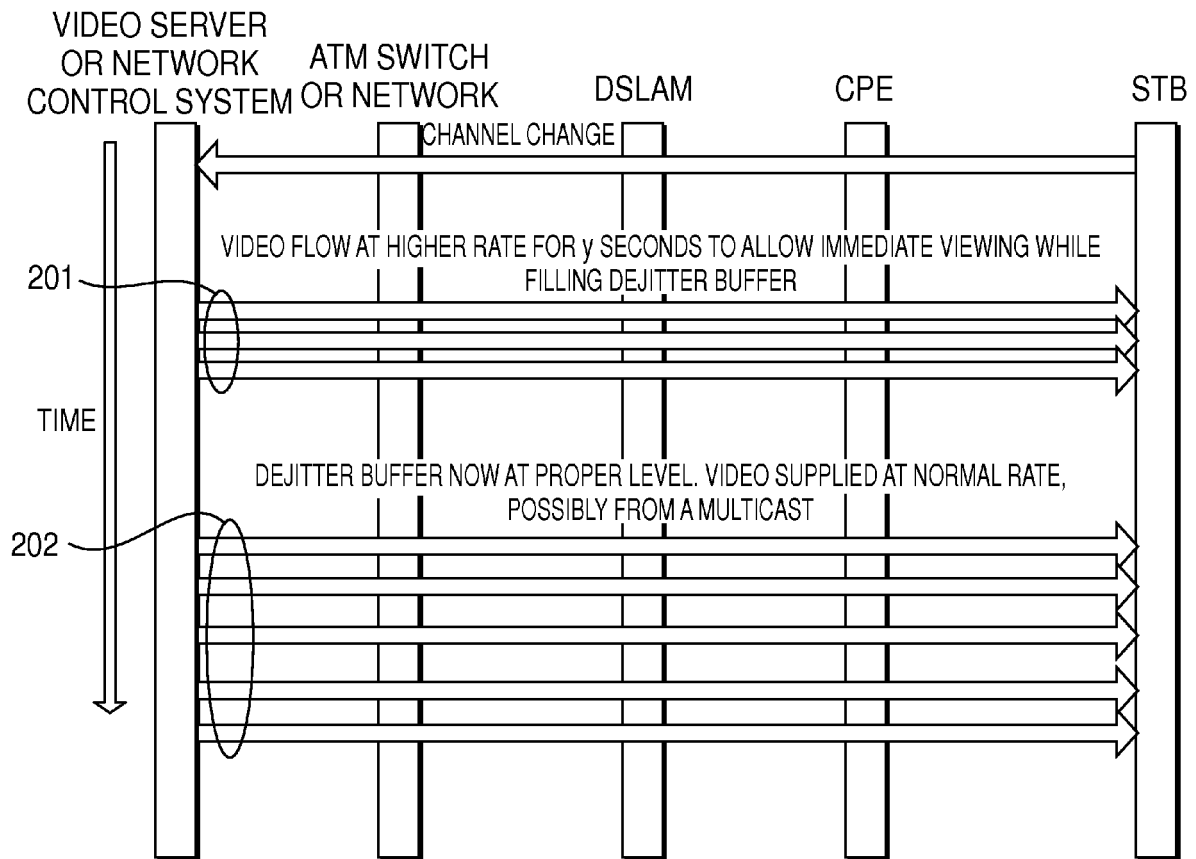 VIDEO SERVER
OR NETWORK
CONTROL SYSTEM
ATM SWITCH
OR NETWORK
DSLAM
CPE
STB
CHANNEL CHANGE
VIDEO FLOW AT HIGHER RATE FOR y SECONDS TO ALLOW IMMEDIATE VIEWING WHILE
FILLING DEJITTER BUFFER
201
TIME
DEJITTER BUFFER NOW AT PROPER LEVEL. VIDEO SUPPLIED AT NORMAL RATE,
POSSIBLY FROM A MULTICAST
202